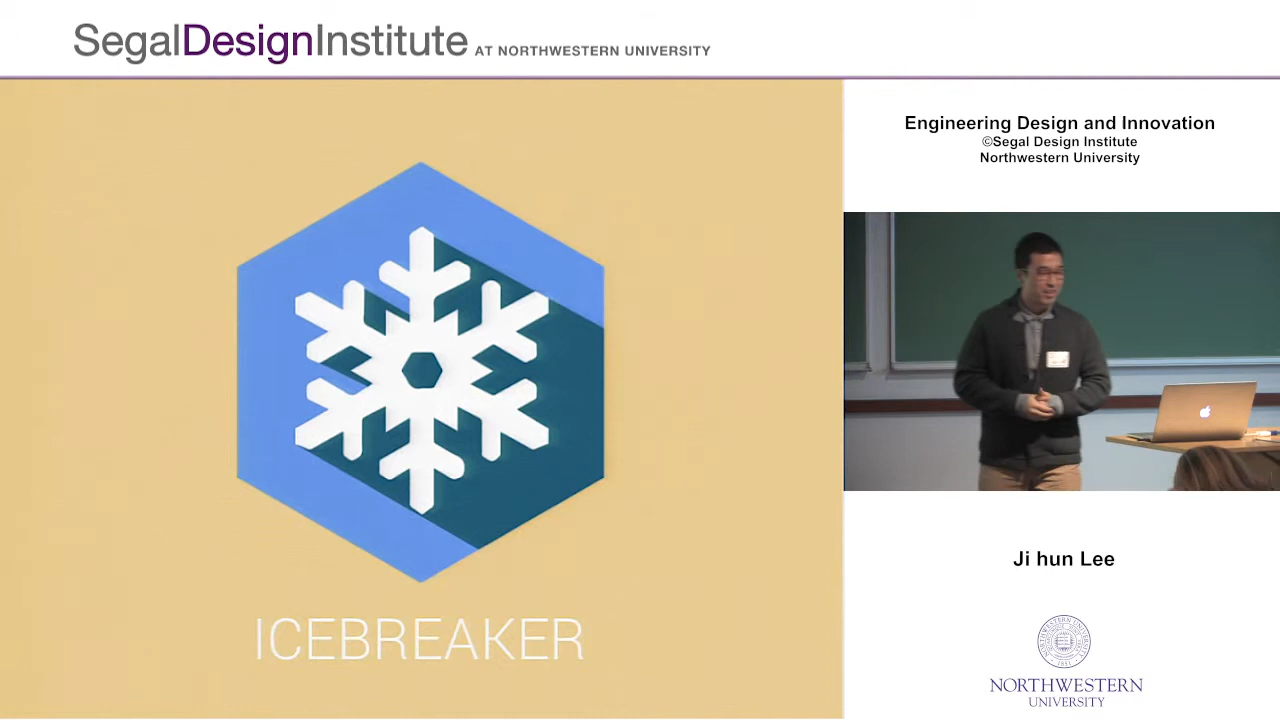 SegalDesignInstitute AT NORTHWESTERN UNIVERSITY
Engineering Design and Innovation
©Segal Design Institute
Northwestern University
ICEBREAKER
Ji hun Lee
NORTHWESTERN
UNIVERSITY